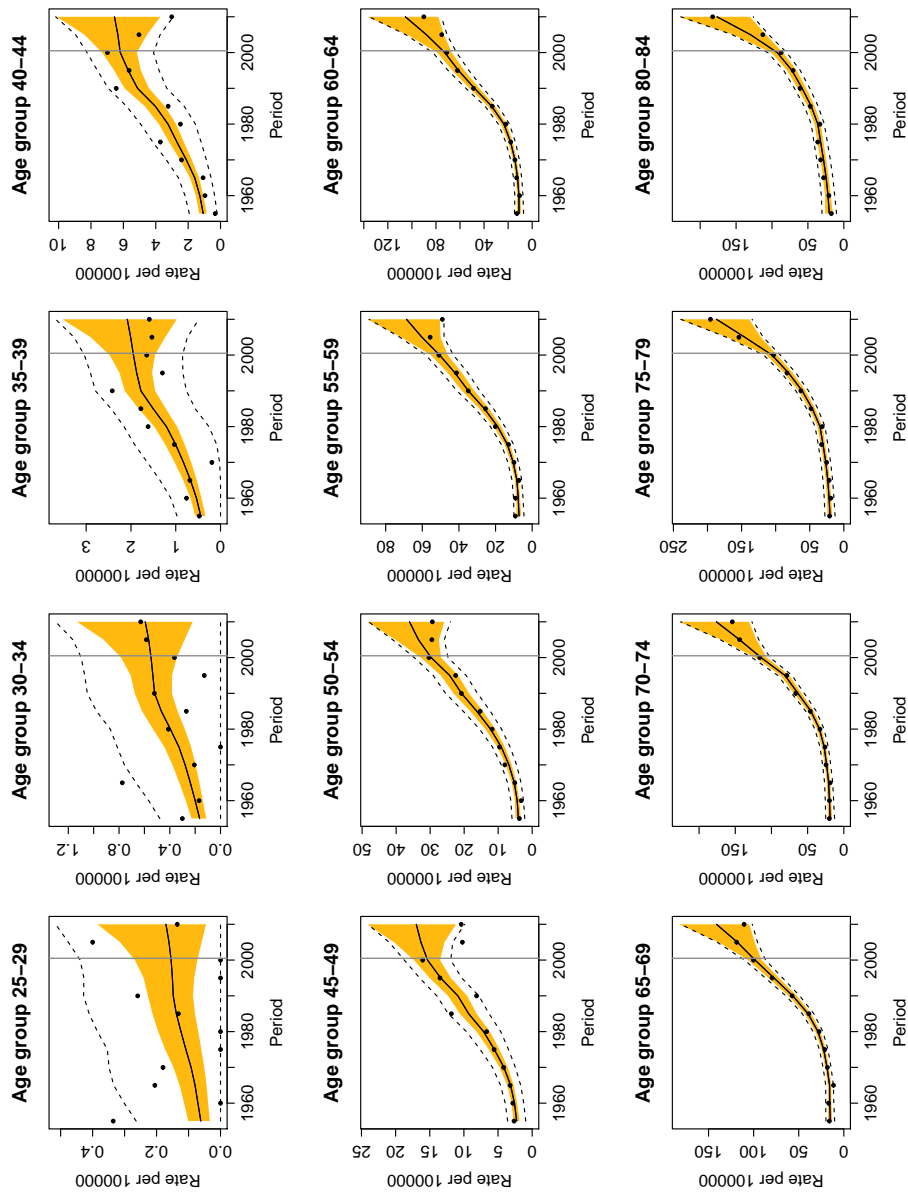 Age group 25–29
Rate per 100000
0.0 0.2 0.4
1960 1980 2000
Period
Age group 30–34
Rate per 100000
0.0 0.4 0.8 1.2
1960 1980 2000
Period
Age group 35–39
Rate per 100000
0 1 2 3
1960 1980 2000
Period
Age group 40–44
Rate per 100000
0 2 4 6 8 10
1960 1980 2000
Period
Age group 45–49
Rate per 100000
0 5 10 15 20 25
1960 1980 2000
Period
Age group 50–54
Rate per 100000
0 10 20 30 40 50
1960 1980 2000
Period
Age group 55–59
Rate per 100000
0 20 40 60 80
1960 1980 2000
Period
Age group 60–64
Rate per 100000
0 40 80 120
1960 1980 2000
Period
Age group 65–69
Rate per 100000
0 50 100 150
1960 1980 2000
Period
Age group 70–74
Rate per 100000
0 50 150
1960 1980 2000
Period
Age group 75–79
Rate per 100000
0 50 150 250
1960 1980 2000
Period
Age group 80–84
Rate per 100000
0 50 150
1960 1980 2000
Period